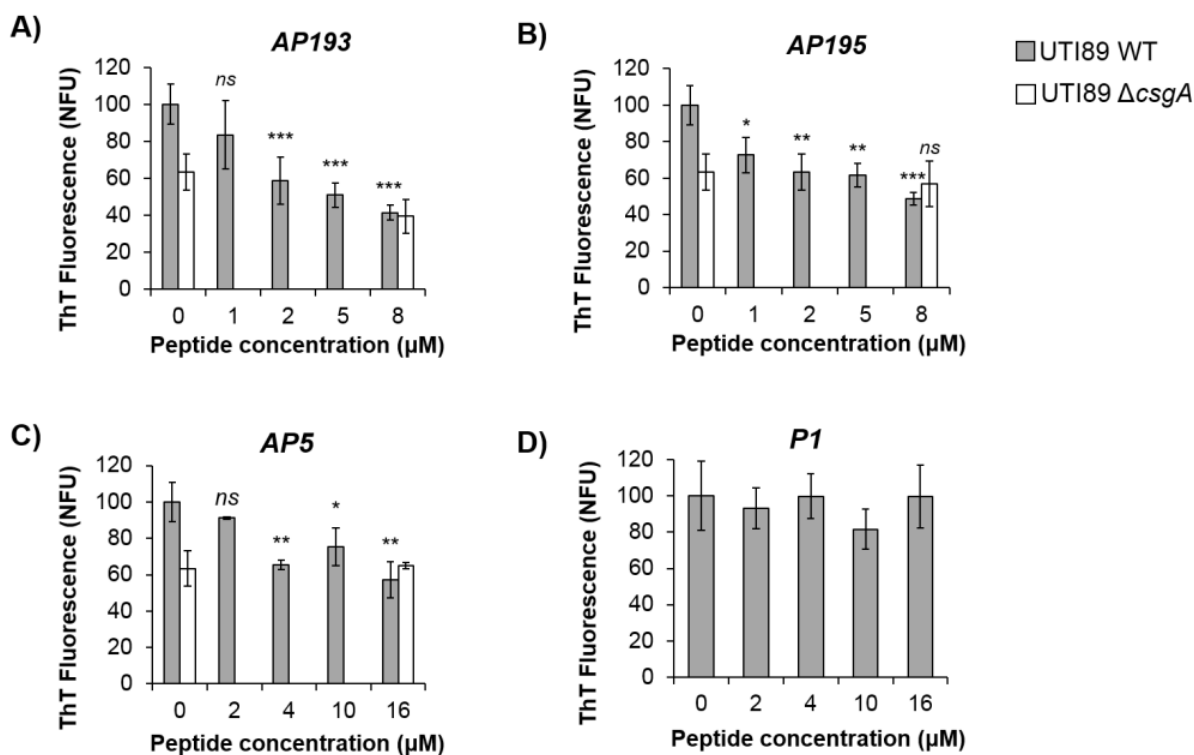 A)
AP193
ThT Fluorescence (NFU)
120
100
80
60
40
20
0
ns
***
***
***
0 1 2 5 8
Peptide concentration (µM)
B)
AP195
ThT Fluorescence (NFU)
120
100
80
60
40
20
0
*
**
**
***
ns
0 1 2 5 8
Peptide concentration (µM)
UTI89 WT
UTI89 ΔcsgA
C)
AP5
ThT Fluorescence (NFU)
120
100
80
60
40
20
0
ns
**
*
**
0 2 4 10 16
Peptide concentration (µM)
D)
P1
ThT Fluorescence (NFU)
120
100
80
60
40
20
0
0 2 4 10 16
Peptide concentration (µM)